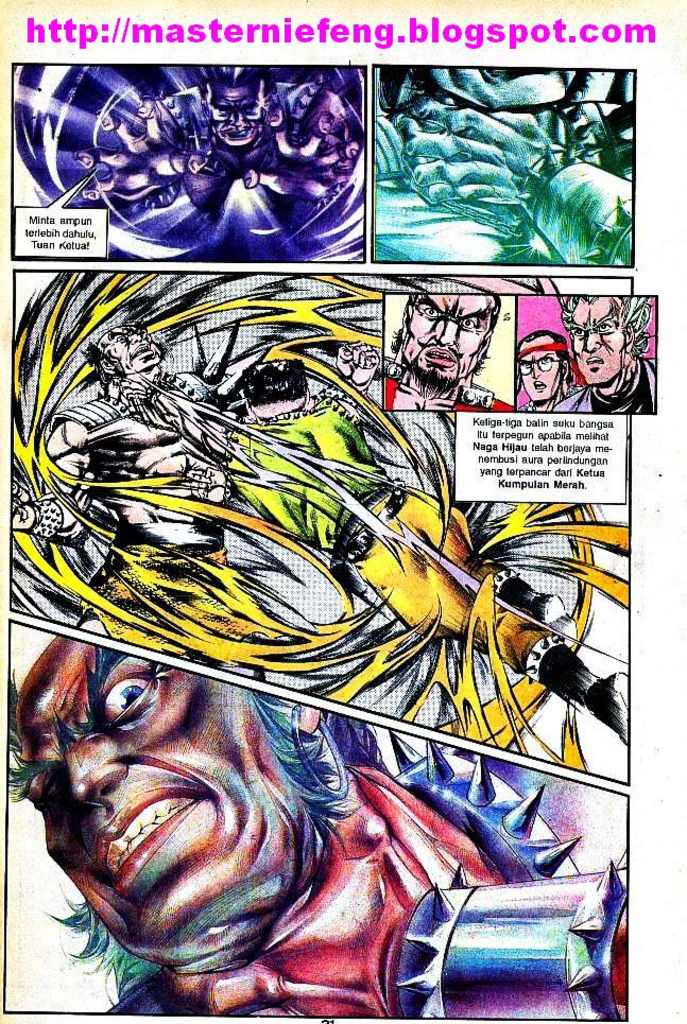 http://masterniefeng.blogspot.com
Minta ampun
terlebih dahulu,
Tuan Ketua!
Ketiga-tiga batin suku bangsa
itu terpegun apabila melihat
Naga Hijau telah berjaya me-
nembusi aura perlindungan
yang terpancar dari Ketua
Kumpulan Merah.